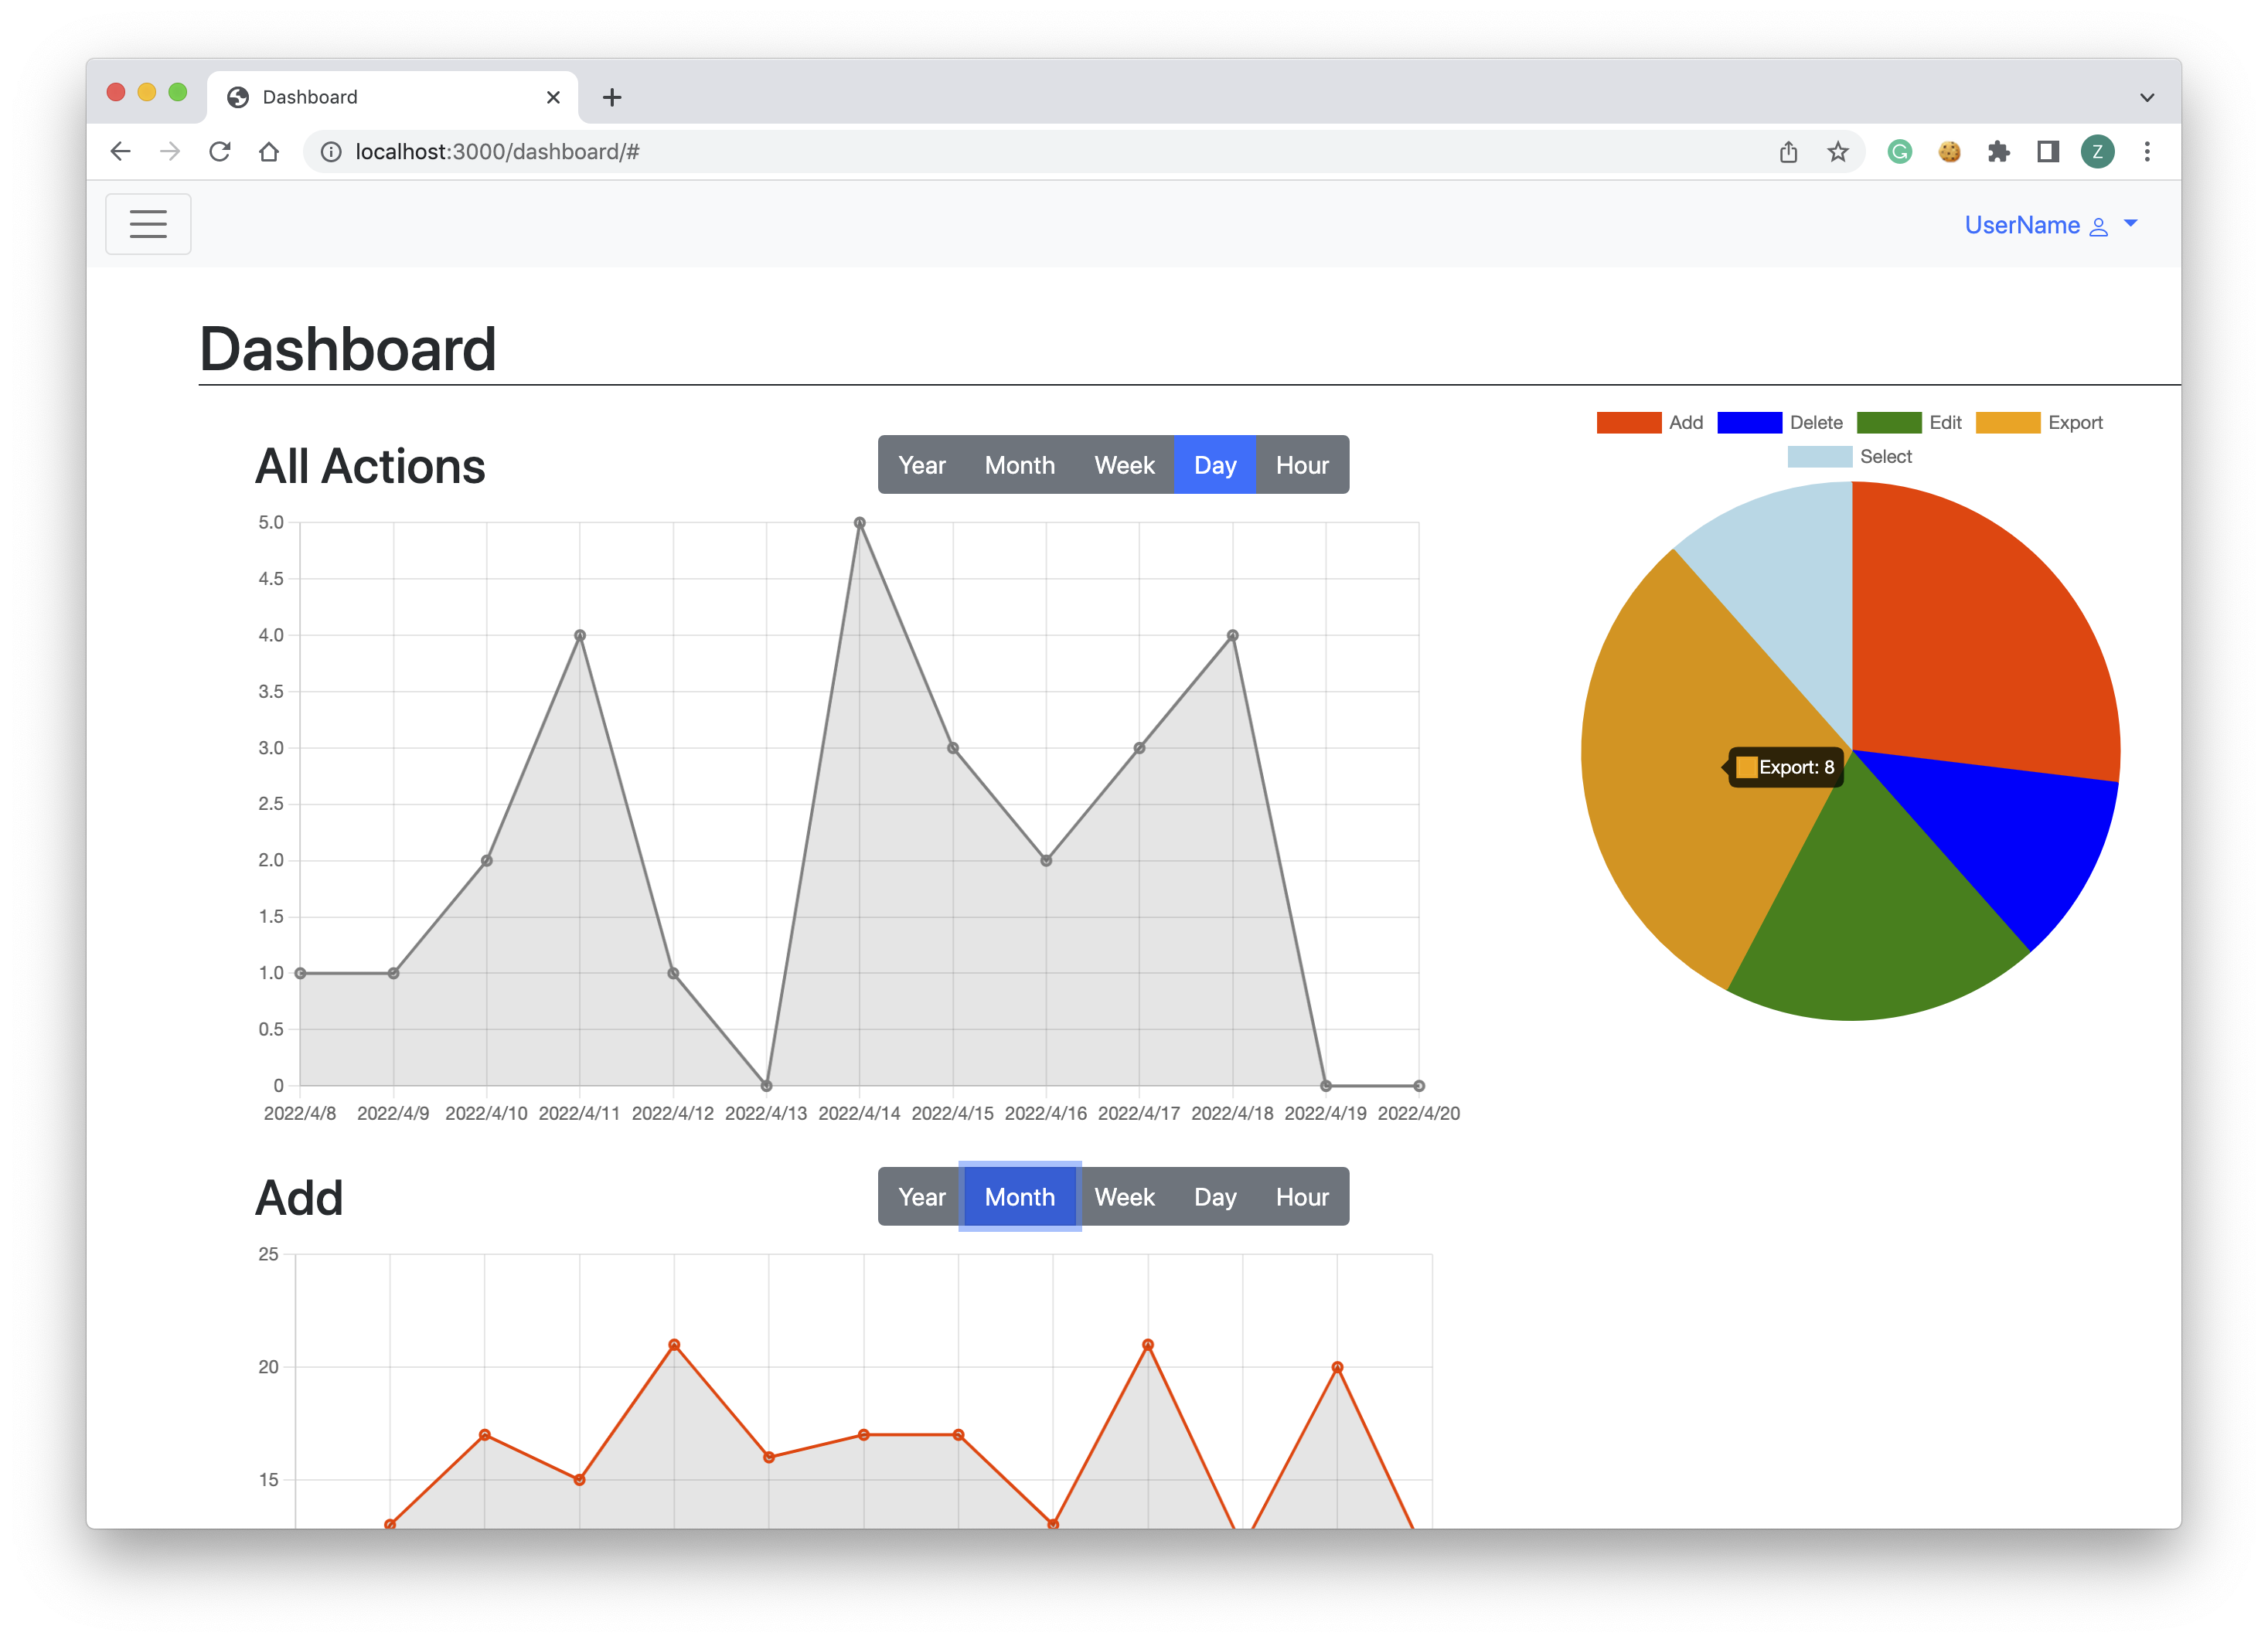 Dashboard
localhost:3000/dashboard/#
Z
UserName
Dashboard
All Actions
Year Month Week Day Hour
5.0
4.5
4.0
3.5
3.0
2.5
2.0
1.5
1.0
0.5
0
2022/4/8 2022/4/9 2022/4/10 2022/4/11 2022/4/12 2022/4/13 2022/4/14 2022/4/15 2022/4/16 2022/4/17 2022/4/18 2022/4/19 2022/4/20
Add Delete Edit Export
Select
Export: 8
Add
Year Month Week Day Hour
25
20
15